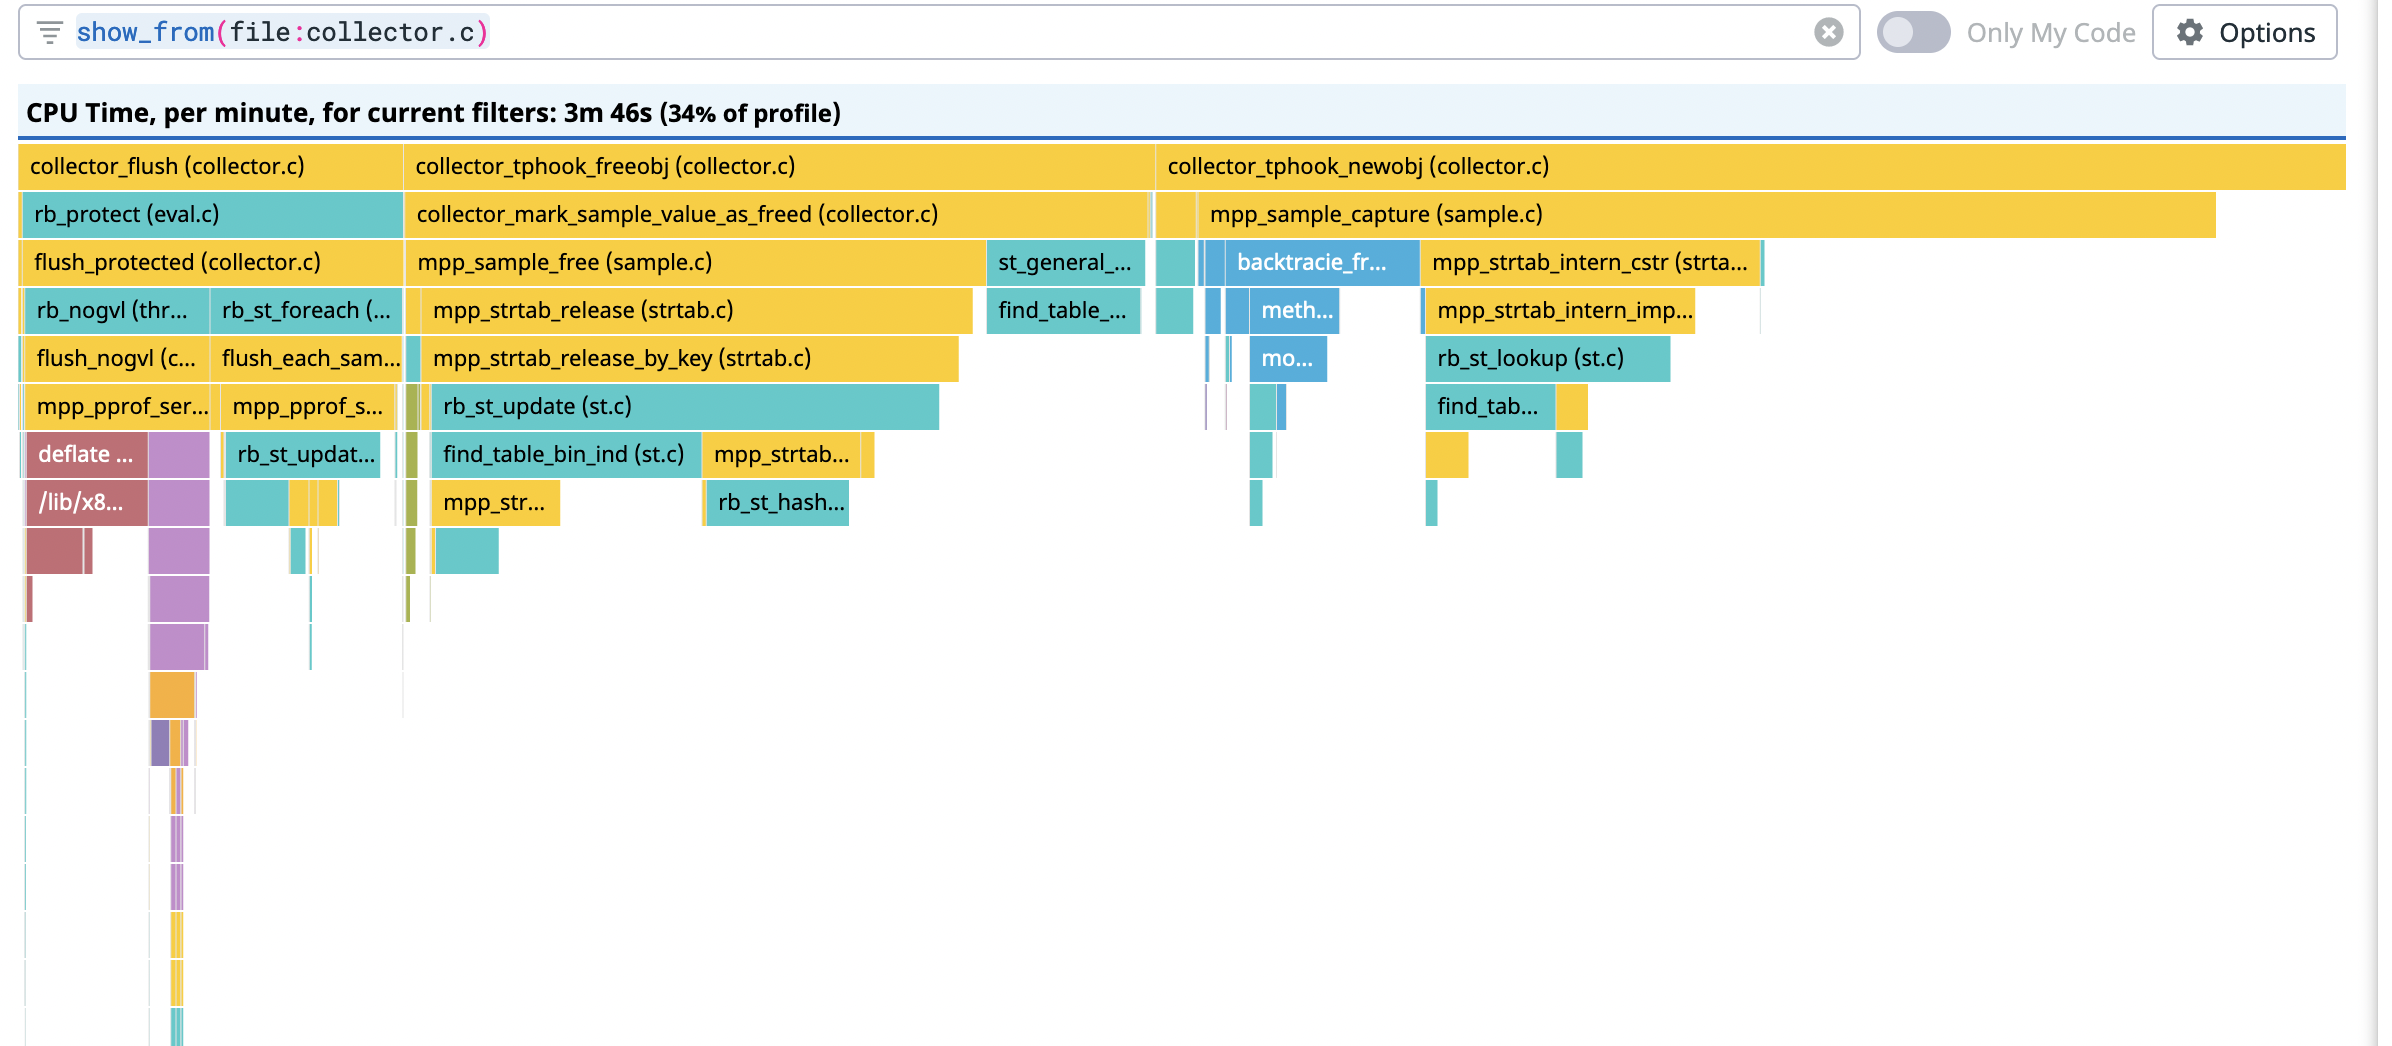 show_from(file:collector.c) Only My Code Options
CPU Time, per minute, for current filters: 3m 46s (34% of profile)
collector_flush (collector.c) collector_tphook_freeobj (collector.c) collector_tphook_newobj (collector.c)
rb_protect (eval.c) collector_mark_sample_value_as_freed (collector.c) mpp_sample_capture (sample.c)
flush_protected (collector.c) mpp_sample_free (sample.c) st_general_... backtracie_fr... mpp_strtab_intern_cstr (strta...
rb_nogvl (thr... rb_st_foreach (... mpp_strtab_release (strtab.c) find_table_... meth... mpp_strtab_intern_imp...
flush_nogvl (c... flush_each_sam... mpp_strtab_release_by_key (strtab.c) mo... rb_st_lookup (st.c)
mpp_pprof_ser... mpp_pprof_s... rb_st_update (st.c) find_tab...
deflate ... rb_st_updat... find_table_bin_ind (st.c) mpp_strtab...
/lib/x8... mpp_str... rb_st_hash...